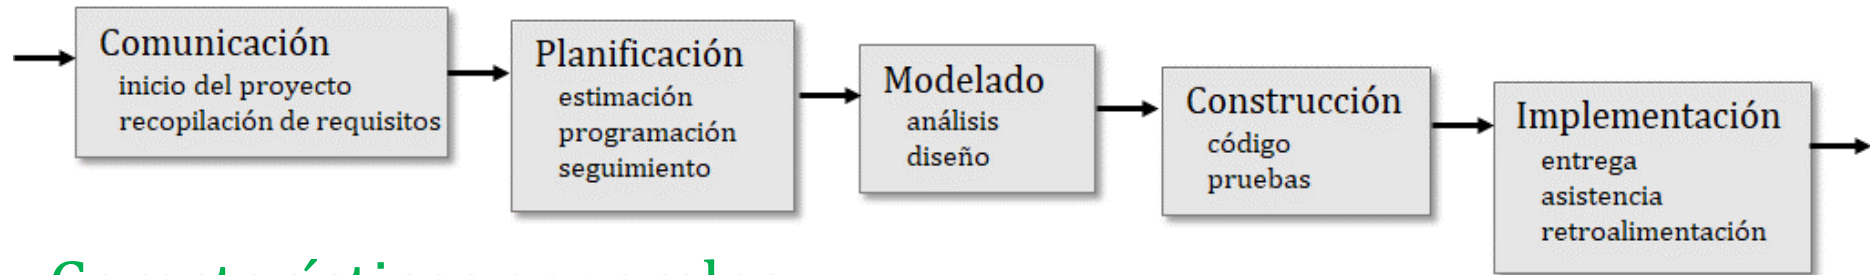 Comunicación
inicio del proyecto
recopilación de requisitos
Planificación
estimación
programación
seguimiento
Modelado
análisis
diseño
Construcción
código
pruebas
Implementación
entrega
asistencia
retroalimentación